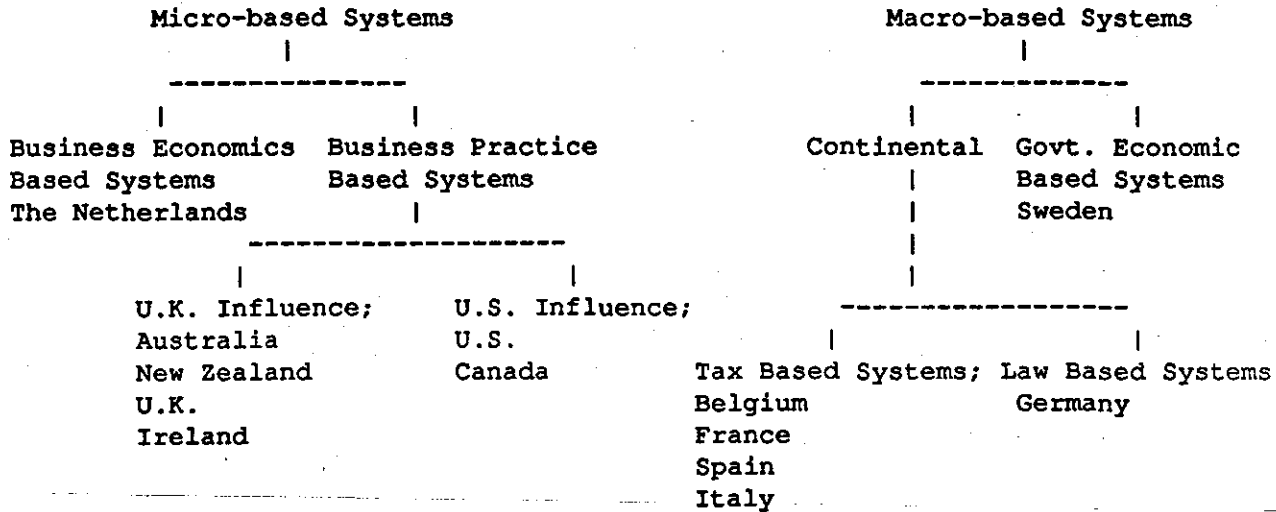 Micro-based Systems Macro-based Systems
Business Economics Business Practice Continental Govt. Economic
Based Systems Based Systems Based Systems
The Netherlands Sweden
U.K. Influence; U.S. Influence;
Australia U.S.
New Zealand Canada Tax Based Systems; Law Based Systems
U.K. Belgium Germany
Ireland France
Spain
Italy